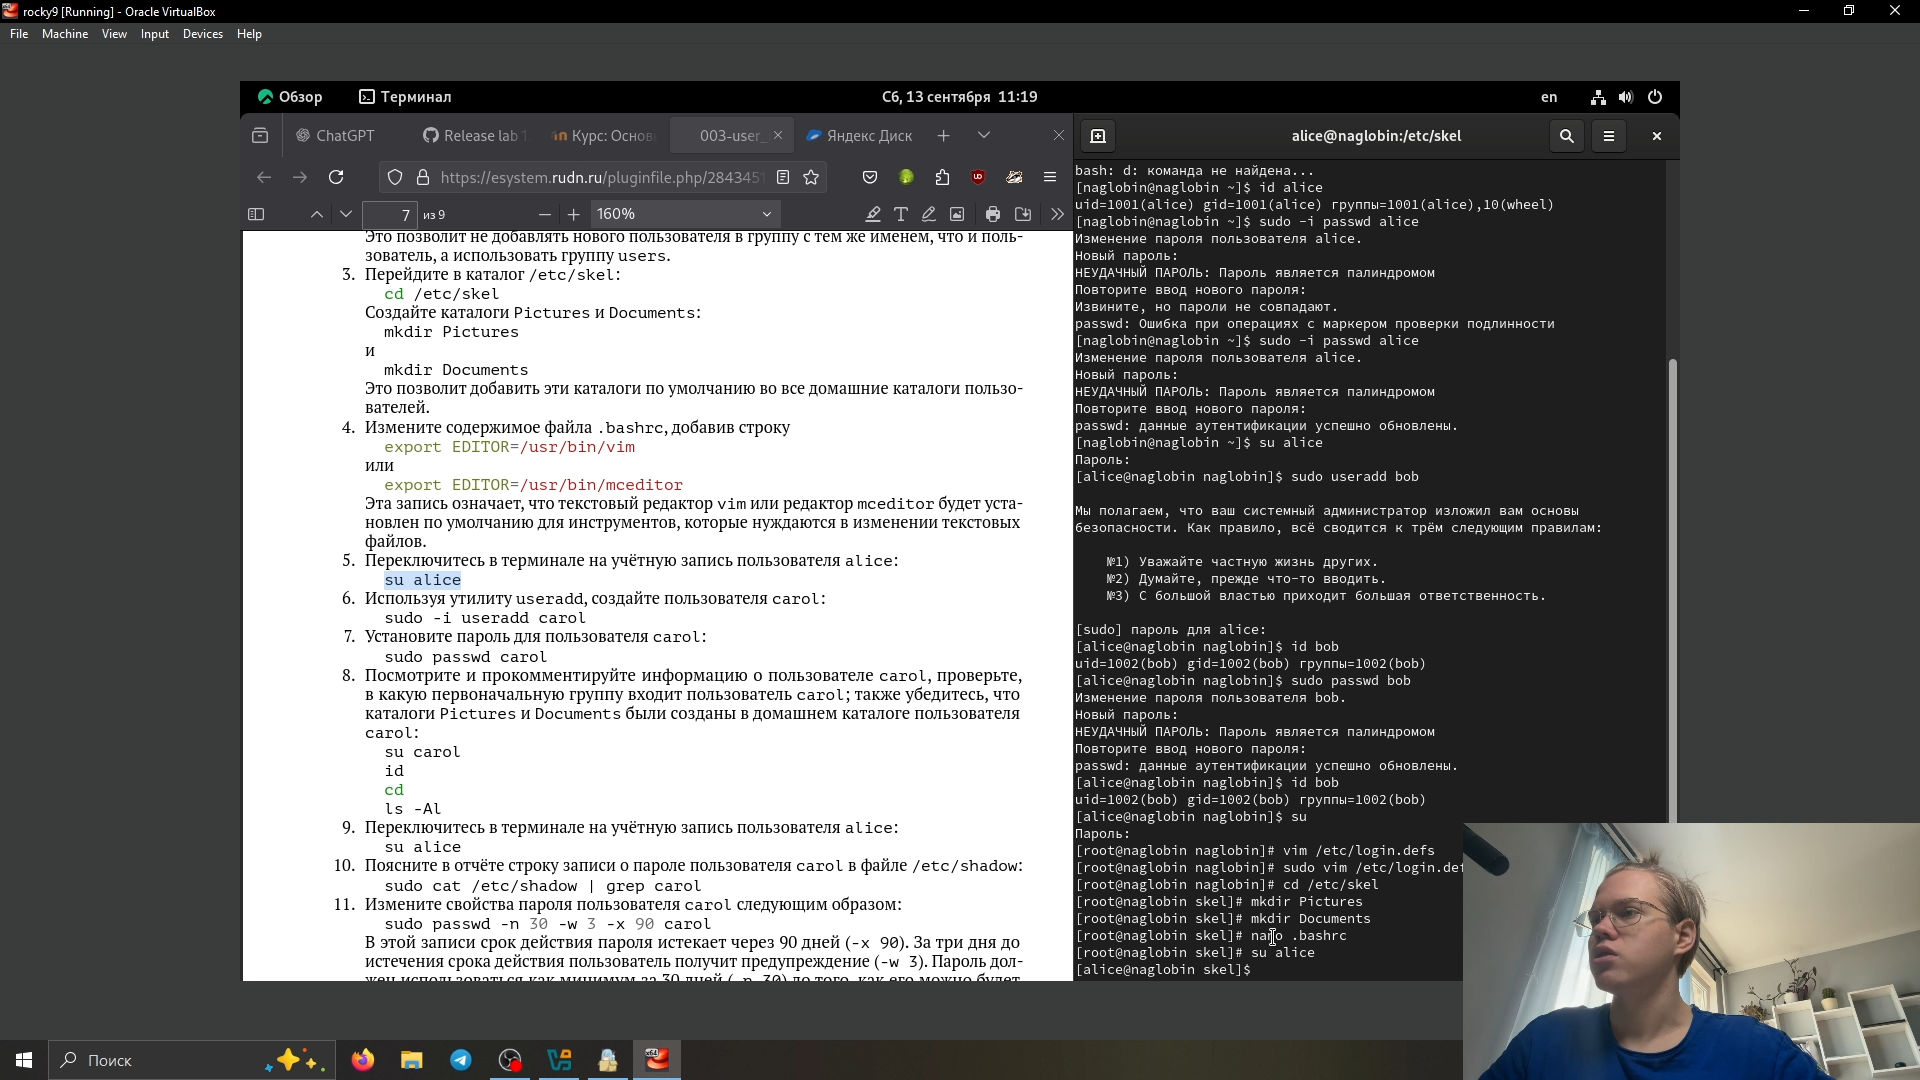 rocky9 [Running] - Oracle VirtualBox
File Machine View Input Devices Help
Обзор Терминал Сб, 13 сентября 11:19 en
ChatGPT Release lab 1 Курс: Основ 003-user_ Яндекс Диск
https://esystem.rudn.ru/pluginfile.php/2843451
7 из 9 160%
Это позволит не добавлять нового пользователя в группу с тем же именем, что и поль-
зователь, а использовать группу users.
3. Перейдите в каталог /etc/skel:
cd /etc/skel
Создайте каталоги Pictures и Documents:
mkdir Pictures
и
mkdir Documents
Это позволит добавить эти каталоги по умолчанию во все домашние каталоги пользо-
вателей.
4. Измените содержимое файла .bashrc, добавив строку
export EDITOR=/usr/bin/vim
или
export EDITOR=/usr/bin/mceditor
Эта запись означает, что текстовый редактор vim или редактор mceditor будет уста-
новлен по умолчанию для инструментов, которые нуждаются в изменении текстовых
файлов.
5. Переключитесь в терминале на учётную запись пользователя alice:
su alice
6. Используя утилиту useradd, создайте пользователя carol:
sudo -i useradd carol
7. Установите пароль для пользователя carol:
sudo passwd carol
8. Посмотрите и прокомментируйте информацию о пользователе carol, проверьте,
в какую первоначальную группу входит пользователь carol; также убедитесь, что
каталоги Pictures и Documents были созданы в домашнем каталоге пользователя
carol:
su carol
id
cd
ls -Al
9. Переключитесь в терминале на учётную запись пользователя alice:
su alice
10. Поясните в отчёте строку записи о пароле пользователя carol в файле /etc/shadow:
sudo cat /etc/shadow | grep carol
11. Измените свойства пароля пользователя carol следующим образом:
sudo passwd -n 30 -w 3 -x 90 carol
В этой записи срок действия пароля истекает через 90 дней (-x 90). За три дня до
истечения срока действия пользователь получит предупреждение (-w 3). Пароль дол-
жен использоваться как минимум за 30 дней (-n 30) до того, как его можно будет
alice@naglobin:/etc/skel
bash: d: команда не найдена...
[naglobin@naglobin ~]$ id alice
uid=1001(alice) gid=1001(alice) группы=1001(alice),10(wheel)
[naglobin@naglobin ~]$ sudo -i passwd alice
Изменение пароля пользователя alice.
Новый пароль:
НЕУДАЧНЫЙ ПАРОЛЬ: Пароль является палиндромом
Повторите ввод нового пароля:
Извините, но пароли не совпадают.
passwd: Ошибка при операциях с маркером проверки подлинности
[naglobin@naglobin ~]$ sudo -i passwd alice
Изменение пароля пользователя alice.
Новый пароль:
НЕУДАЧНЫЙ ПАРОЛЬ: Пароль является палиндромом
Повторите ввод нового пароля:
passwd: данные аутентификации успешно обновлены.
[naglobin@naglobin ~]$ su alice
Пароль:
[alice@naglobin naglobin]$ sudo useradd bob
Мы полагаем, что ваш системный администратор изложил вам основы
безопасности. Как правило, всё сводится к трём следующим правилам:
№1) Уважайте частную жизнь других.
№2) Думайте, прежде что-то вводить.
№3) С большой властью приходит большая ответственность.
[sudo] пароль для alice:
[alice@naglobin naglobin]$ id bob
uid=1002(bob) gid=1002(bob) группы=1002(bob)
[alice@naglobin naglobin]$ sudo passwd bob
Изменение пароля пользователя bob.
Новый пароль:
НЕУДАЧНЫЙ ПАРОЛЬ: Пароль является палиндромом
Повторите ввод нового пароля:
passwd: данные аутентификации успешно обновлены.
[alice@naglobin naglobin]$ id bob
uid=1002(bob) gid=1002(bob) группы=1002(bob)
[alice@naglobin naglobin]$ su
Пароль:
[root@naglobin naglobin]# vim /etc/login.defs
[root@naglobin naglobin]# sudo vim /etc/login.def
[root@naglobin naglobin]# cd /etc/skel
[root@naglobin skel]# mkdir Pictures
[root@naglobin skel]# mkdir Documents
[root@naglobin skel]# nano .bashrc
[root@naglobin skel]# su alice
[alice@naglobin skel]$
Поиск